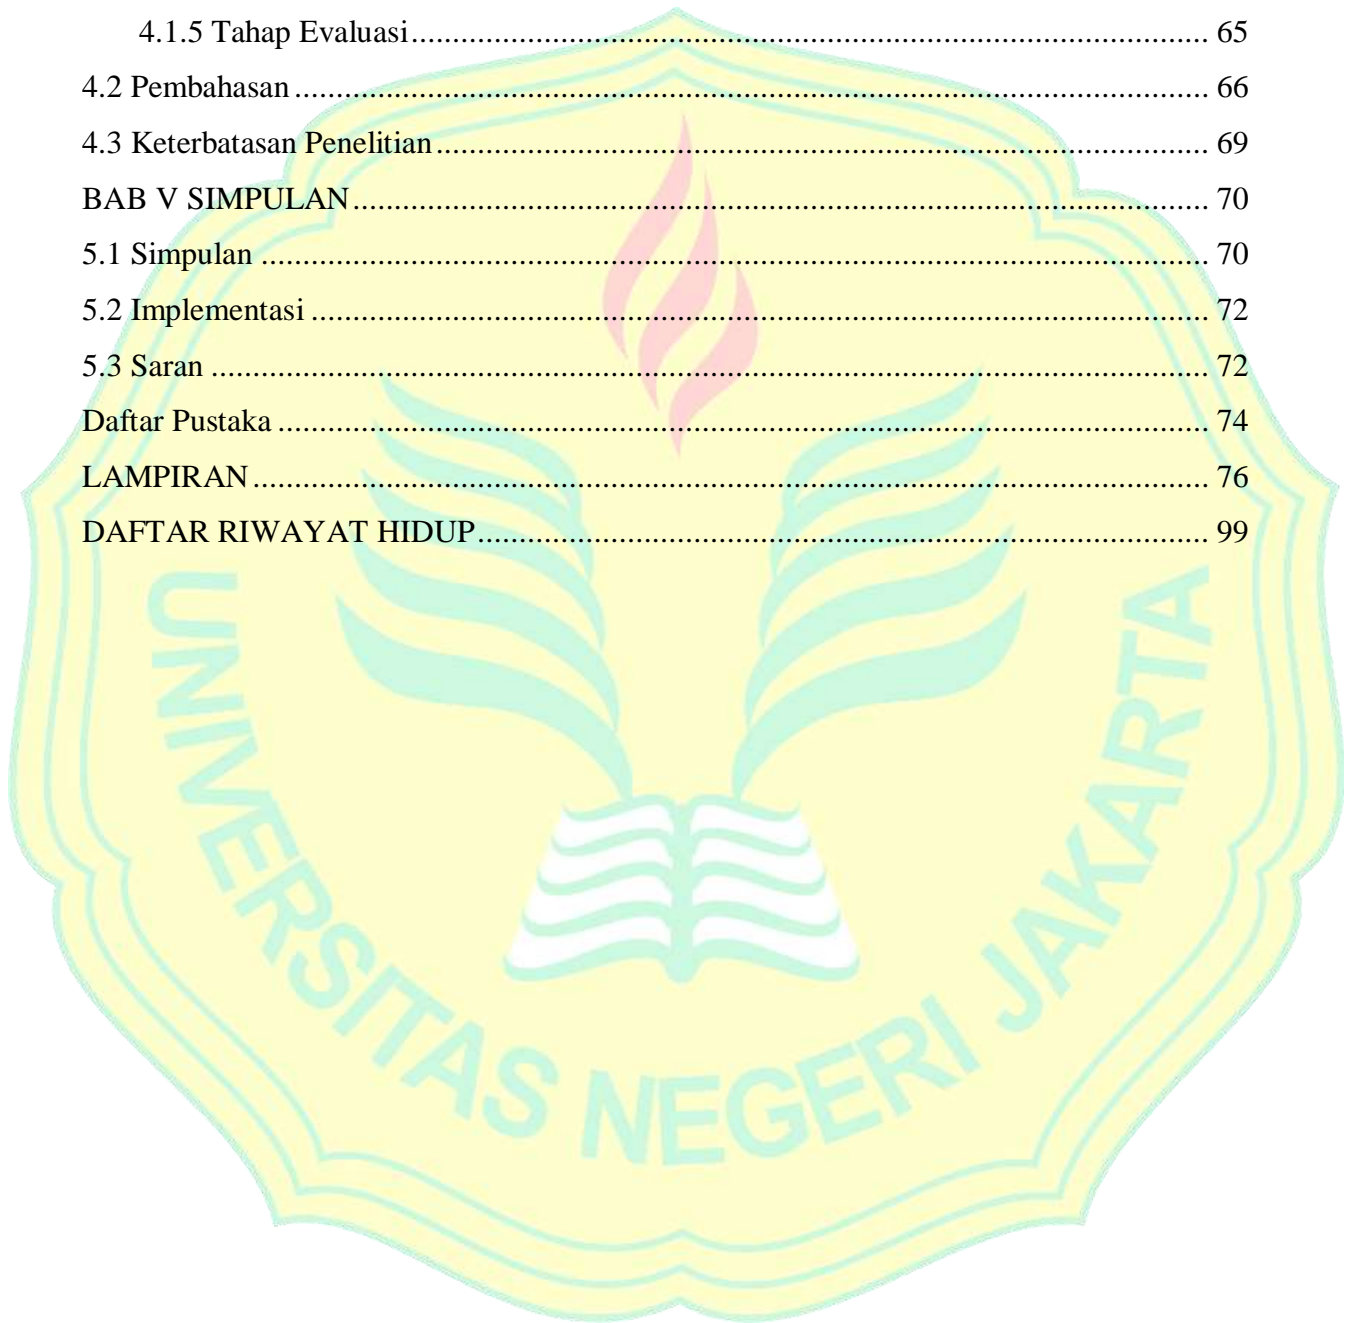 4.1.5 Tahap Evaluasi.................................................................................................. 65
4.2 Pembahasan................................................................................................................ 66
4.3 Keterbatasan Penelitian.............................................................................................. 69
BAB V SIMPULAN......................................................................................................... 70
5.1 Simpulan.................................................................................................................... 70
5.2 Implementasi.............................................................................................................. 72
5.3 Saran.......................................................................................................................... 72
Daftar Pustaka.................................................................................................................. 74
LAMPIRAN..................................................................................................................... 76
DAFTAR RIWAYAT HIDUP.......................................................................................... 99
UNIVERSITAS NEGERI JAKARTA